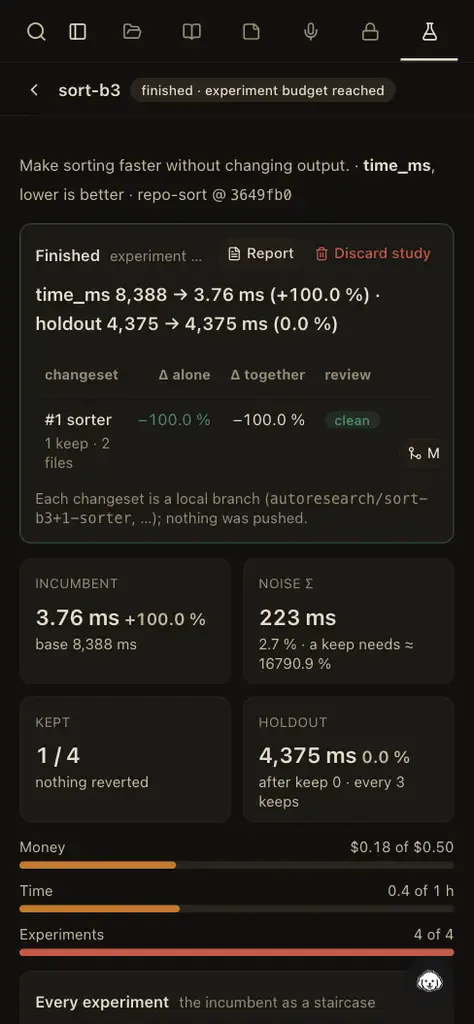 sort-b3 finished · experiment budget reached
Make sorting faster without changing output. · time_ms,
lower is better · repo-sort @ 3649fb0
Finished experiment ... Report Discard study
time_ms 8,388 → 3.76 ms (+100.0 %) ·
holdout 4,375 → 4,375 ms (0.0 %)
changeset Δ alone Δ together review
#1 sorter −100.0 % −100.0 % clean
1 keep · 2
files
M
Each changeset is a local branch (autoresearch/sort-
b3+1-sorter, …); nothing was pushed.
INCUMBENT
3.76 ms +100.0 %
base 8,388 ms
NOISE Σ
223 ms
2.7 % · a keep needs ≈
16790.9 %
KEPT
1 / 4
nothing reverted
HOLDOUT
4,375 ms 0.0 %
after keep 0 · every 3
keeps
Money $0.18 of $0.50
Time 0.4 of 1 h
Experiments 4 of 4
Every experiment the incumbent as a staircase